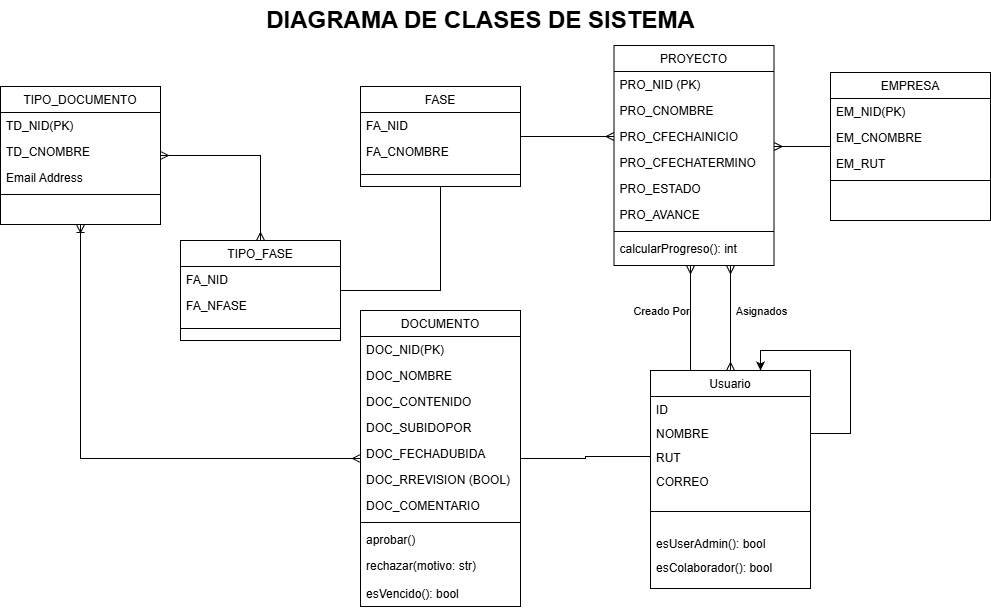 DIAGRAMA DE CLASES DE SISTEMA
TIPO_DOCUMENTO
TD_NID(PK)
TD_CNOMBRE
Email Address
FASE
FA_NID
FA_CNOMBRE
PROYECTO
PRO_NID (PK)
PRO_CNOMBRE
PRO_CFECHAINICIO
PRO_CFECHATERMINO
PRO_ESTADO
PRO_AVANCE
calcularProgreso(): int
EMPRESA
EM_NID(PK)
EM_CNOMBRE
EM_RUT
TIPO_FASE
FA_NID
FA_NFASE
Creado Por
Asignados
DOCUMENTO
DOC_NID(PK)
DOC_NOMBRE
DOC_CONTENIDO
DOC_SUBIDOPOR
DOC_FECHADUBIDA
DOC_RREVISION (BOOL)
DOC_COMENTARIO
aprobar()
rechazar(motivo: str)
esVencido(): bool
Usuario
ID
NOMBRE
RUT
CORREO
esUserAdmin(): bool
esColaborador(): bool